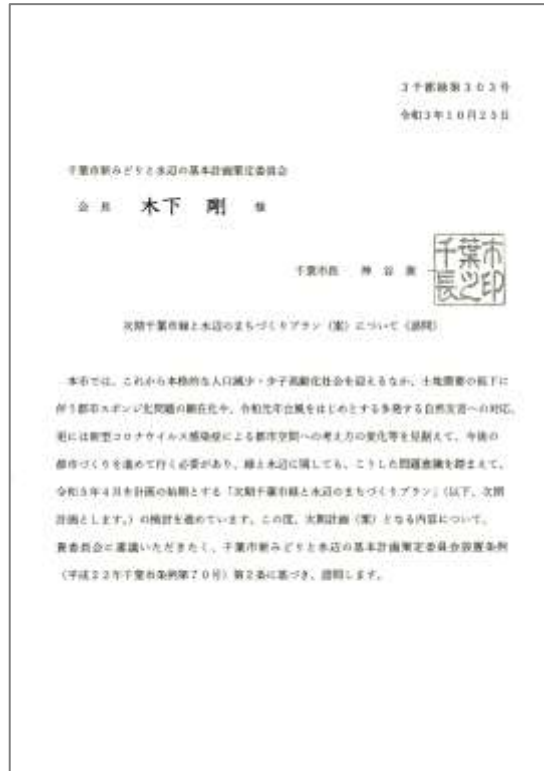 3千都緑第303号
令和3年10月25日
千葉市新みどりと水辺の基本計画策定委員会
会長 木下 剛 様
千葉市長 神谷 俊一
千葉市長之印
次期千葉市緑と水辺のまちづくりプラン（案）について（諮問）
本市では、これから本格的な人口減少・少子高齢化社会を迎えるなか、土地需要の低下に
伴う都市スポンジ化問題の顕在化や、令和元年台風をはじめとする多発する自然災害への対応、
更には新型コロナウイルス感染症による都市空間への考え方の変化等を見据えて、今後の
都市づくりを進めて行く必要があり、緑と水辺に関しても、こうした問題意識を踏まえて、
令和5年4月を計画の始期とする「次期千葉市緑と水辺のまちづくりプラン」（以下、次期
計画とします。）の検討を進めています。この度、次期計画（案）となる内容について、
貴委員会に審議いただきたく、千葉市新みどりと水辺の基本計画策定委員会設置条例
（平成22年千葉市条例第70号）第2条に基づき、諮問します。